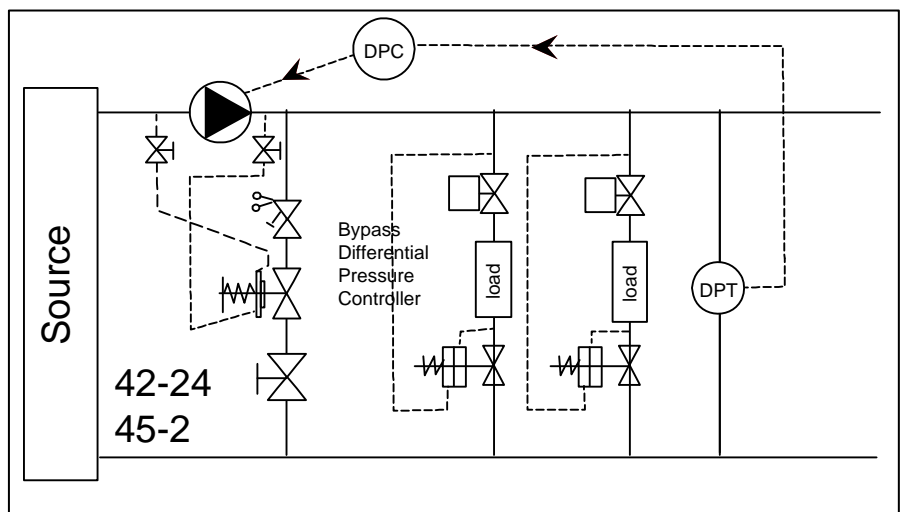 DPC
Source
Bypass
Differential
Pressure
Controller
load
load
DPT
42-24
45-2